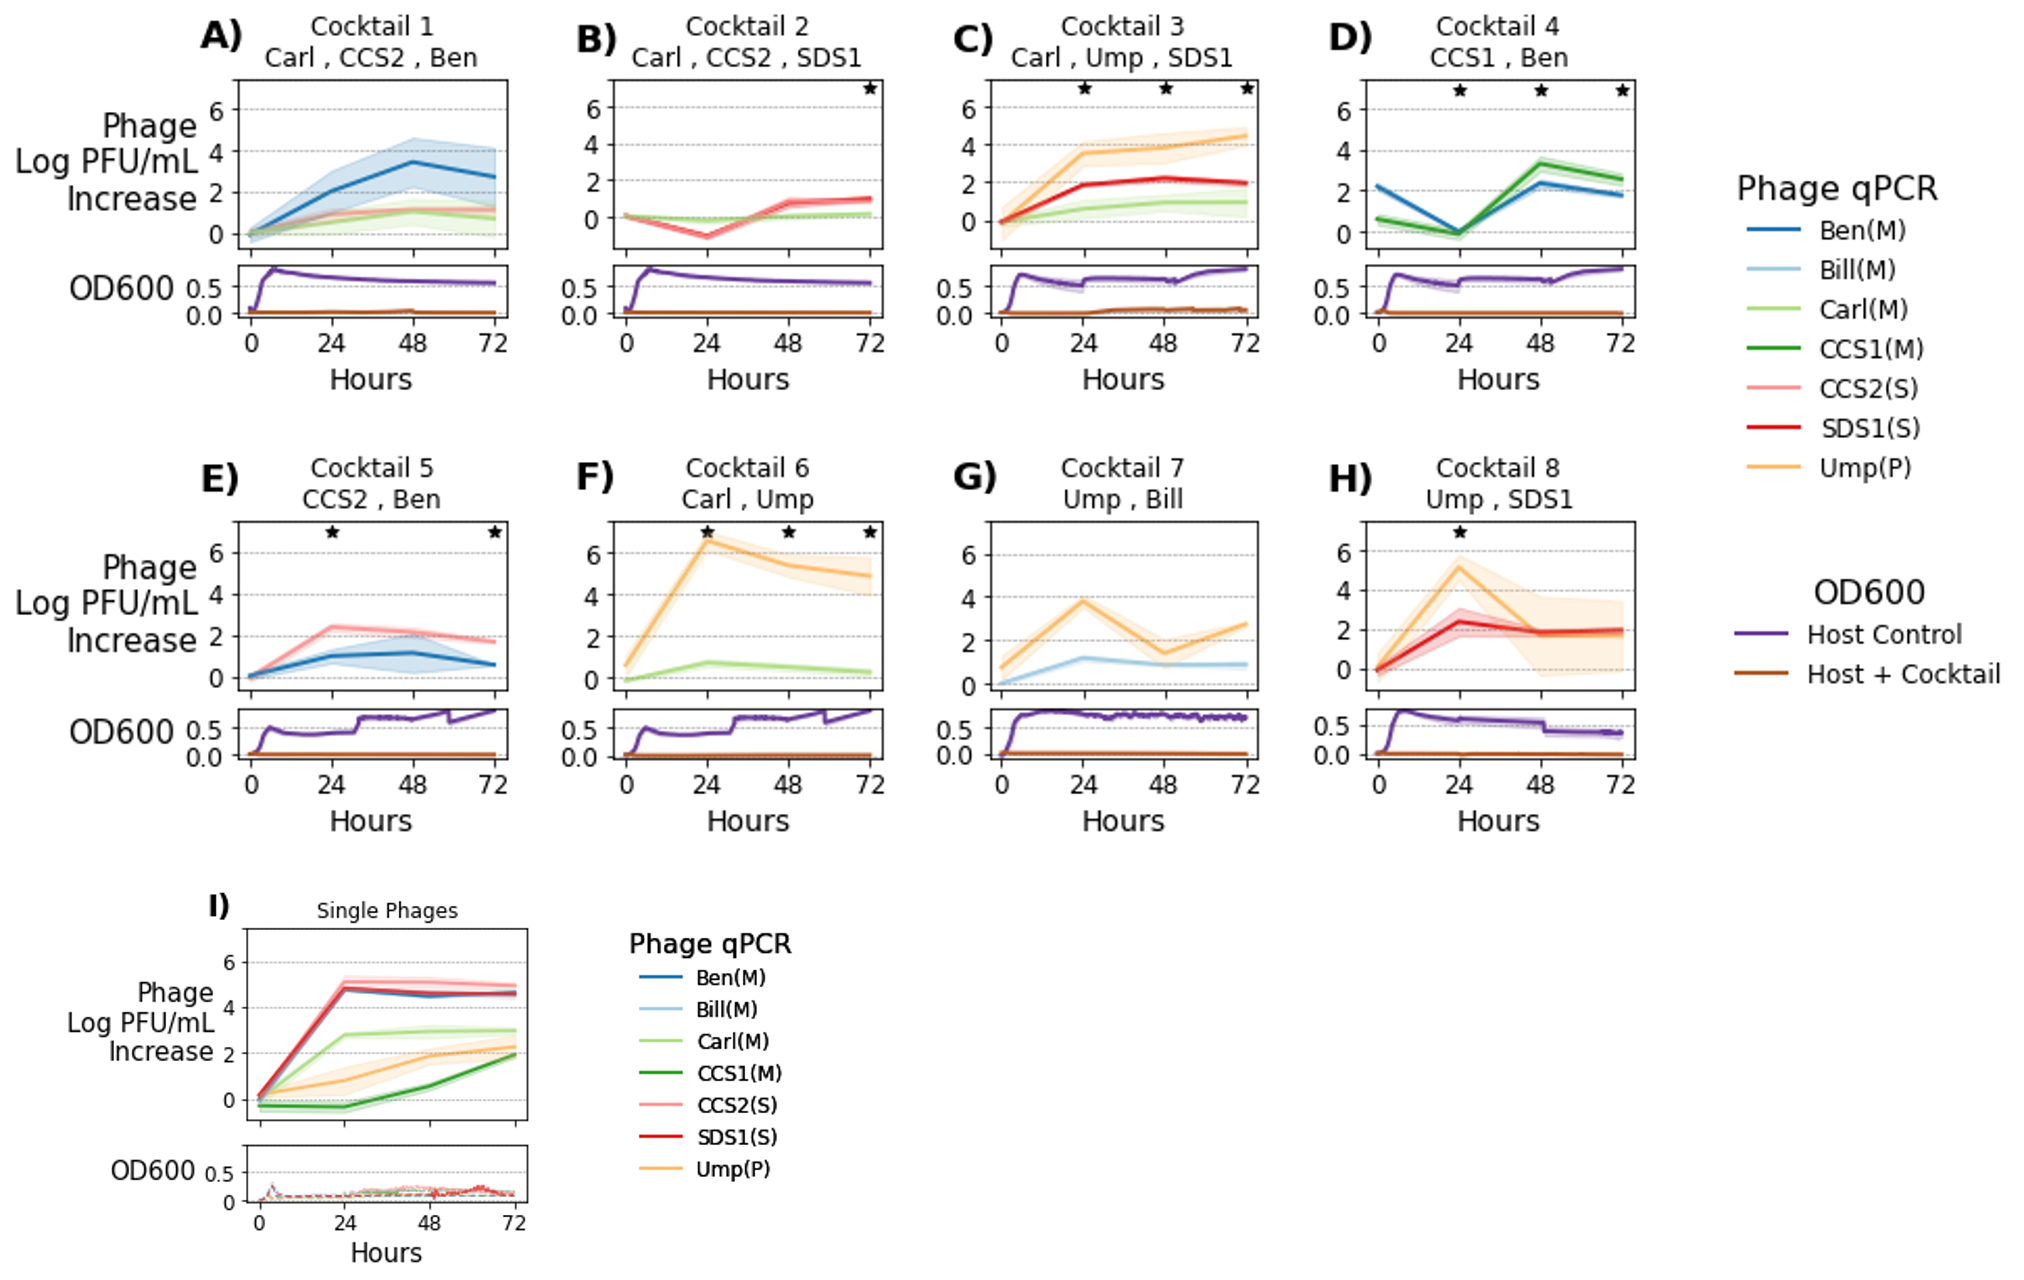 A)
Cocktail 1
Carl , CCS2 , Ben
B)
Cocktail 2
Carl , CCS2 , SDS1
C)
Cocktail 3
Carl , Ump , SDS1
D)
Cocktail 4
CCS1 , Ben
Phage
Log PFU/mL
Increase
6
4
2
0
6
4
2
0
6
4
2
0
6
4
2
0
OD600
0.5
0.0
0.5
0.0
0.5
0.0
0.5
0.0
0 24 48 72
0 24 48 72
0 24 48 72
0 24 48 72
Hours
Hours
Hours
Hours
Phage qPCR
Ben(M)
Bill(M)
Carl(M)
CCS1(M)
CCS2(S)
SDS1(S)
Ump(P)
E)
Cocktail 5
CCS2 , Ben
F)
Cocktail 6
Carl , Ump
G)
Cocktail 7
Ump , Bill
H)
Cocktail 8
Ump , SDS1
Phage
Log PFU/mL
Increase
6
4
2
0
6
4
2
0
6
4
2
0
6
4
2
0
OD600
0.5
0.0
0.5
0.0
0.5
0.0
0.5
0.0
0 24 48 72
0 24 48 72
0 24 48 72
0 24 48 72
Hours
Hours
Hours
Hours
OD600
Host Control
Host + Cocktail
I)
Single Phages
Phage
Log PFU/mL
Increase
6
4
2
0
OD600
0.5
0
0 24 48 72
Hours
Phage qPCR
Ben(M)
Bill(M)
Carl(M)
CCS1(M)
CCS2(S)
SDS1(S)
Ump(P)